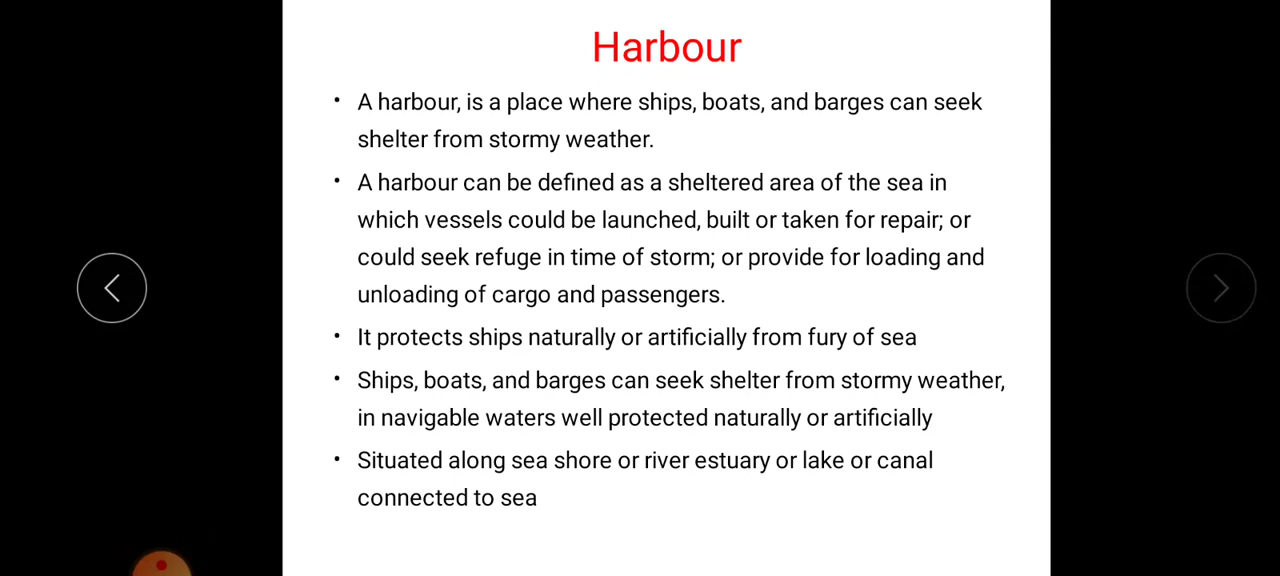 Harbour
• A harbour, is a place where ships, boats, and barges can seek
shelter from stormy weather.
• A harbour can be defined as a sheltered area of the sea in
which vessels could be launched, built or taken for repair; or
could seek refuge in time of storm; or provide for loading and
unloading of cargo and passengers.
• It protects ships naturally or artificially from fury of sea
• Ships, boats, and barges can seek shelter from stormy weather,
in navigable waters well protected naturally or artificially
• Situated along sea shore or river estuary or lake or canal
connected to sea